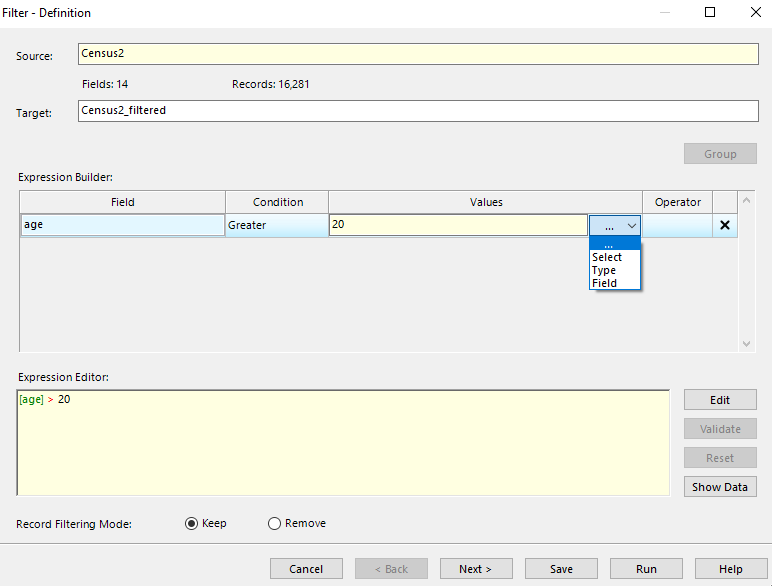 Filter - Definition
Source: Census2
Fields: 14 Records: 16,281
Target: Census2_filtered
Group
Expression Builder:
Field Condition Values Operator
age Greater 20 ...
...
Select
Type
Field
Expression Editor:
[age] > 20
Edit
Validate
Reset
Show Data
Record Filtering Mode: Keep Remove
Cancel < Back Next > Save Run Help